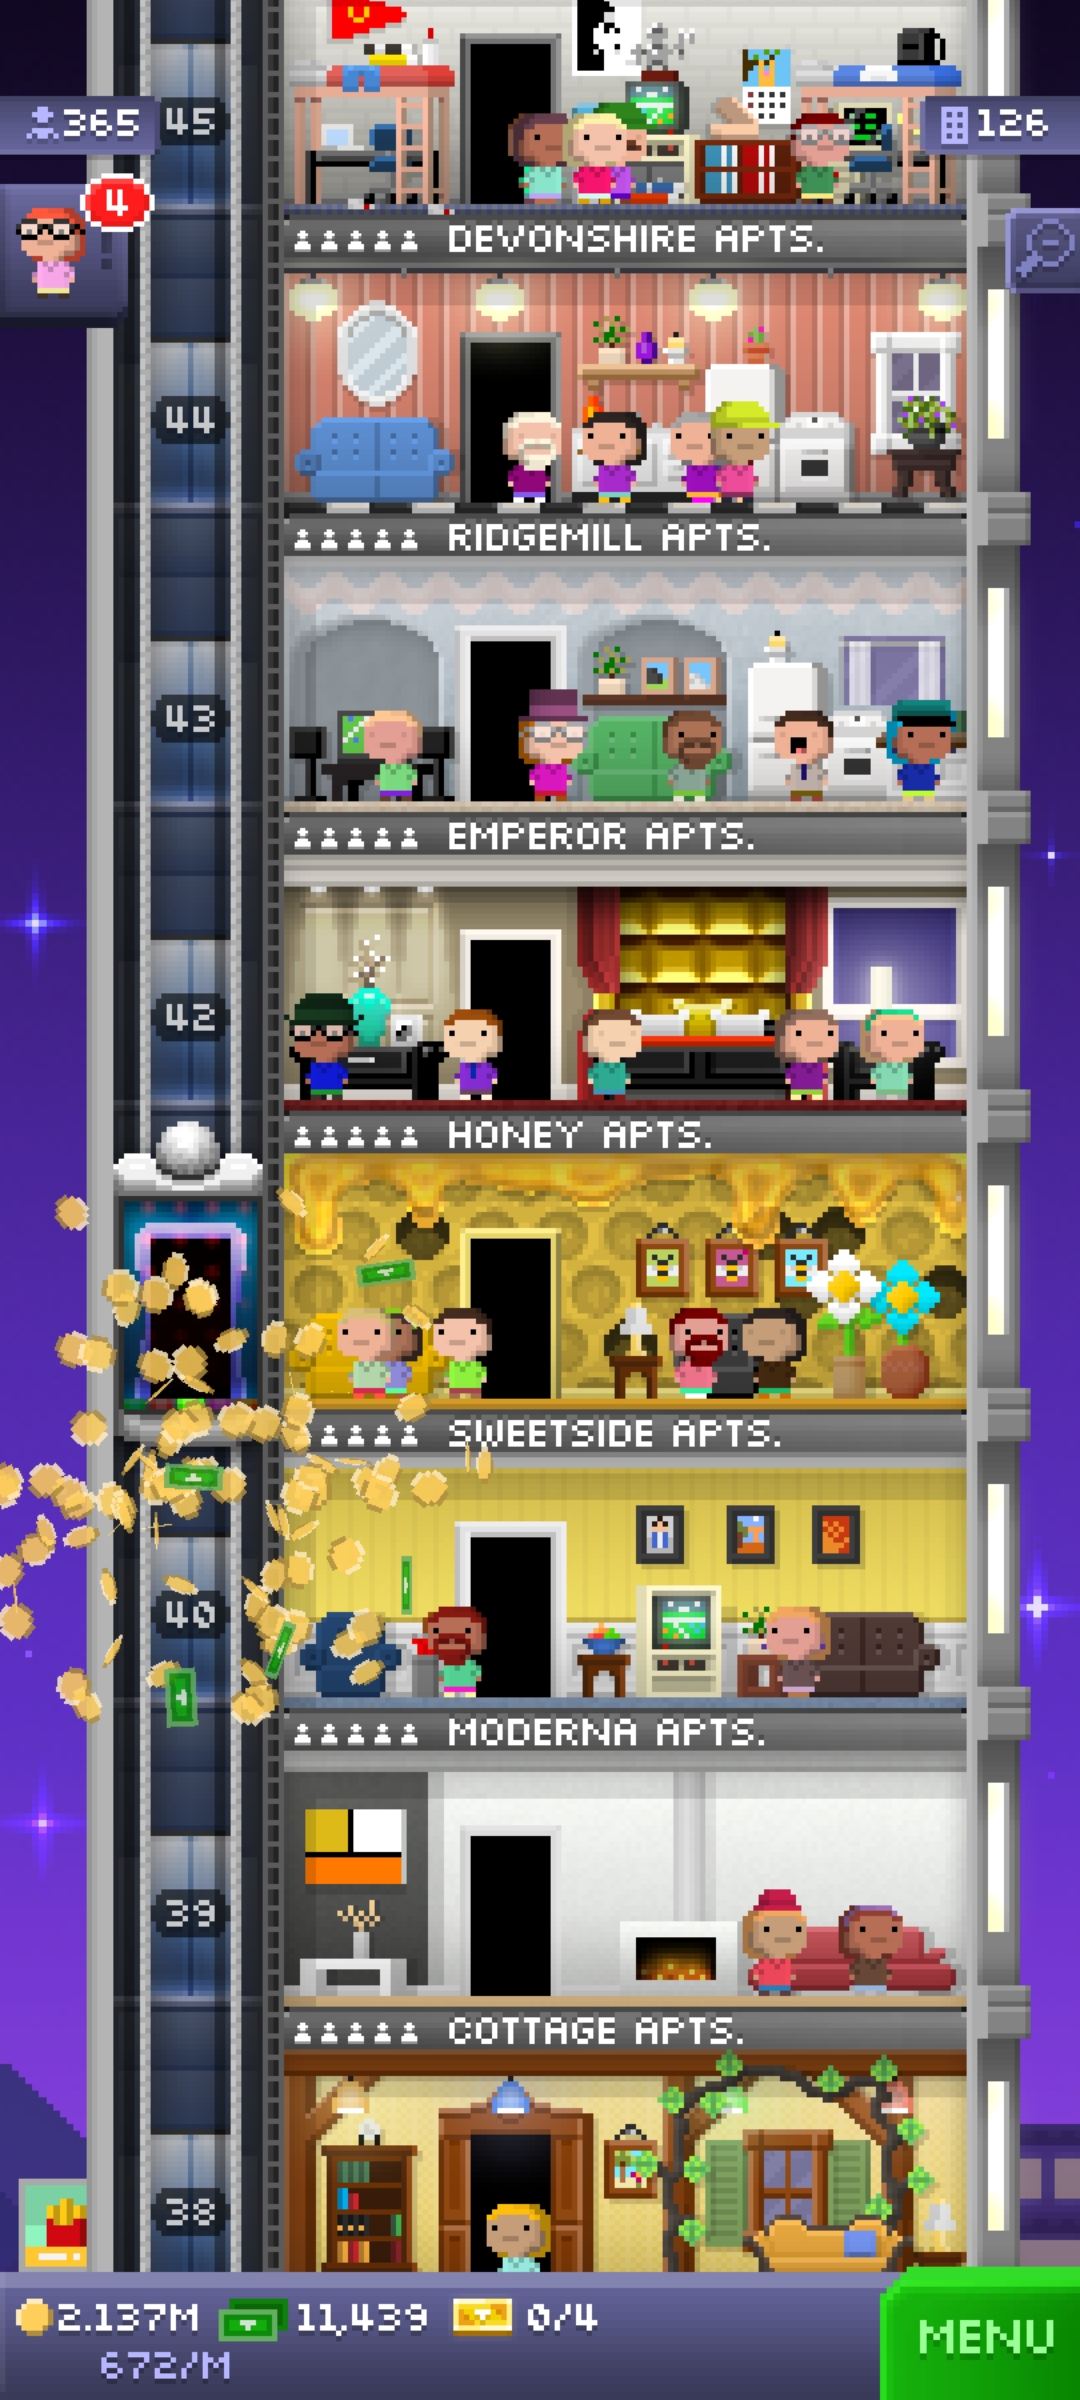 365
45
126
4
DEVONSHIRE APTS.
44
RIDGEMILL APTS.
43
EMPEROR APTS.
42
HONEY APTS.
SWEETSIDE APTS.
40
MODERNA APTS.
39
COTTAGE APTS.
38
2.137M 11,439 0/4
672/M
MENU